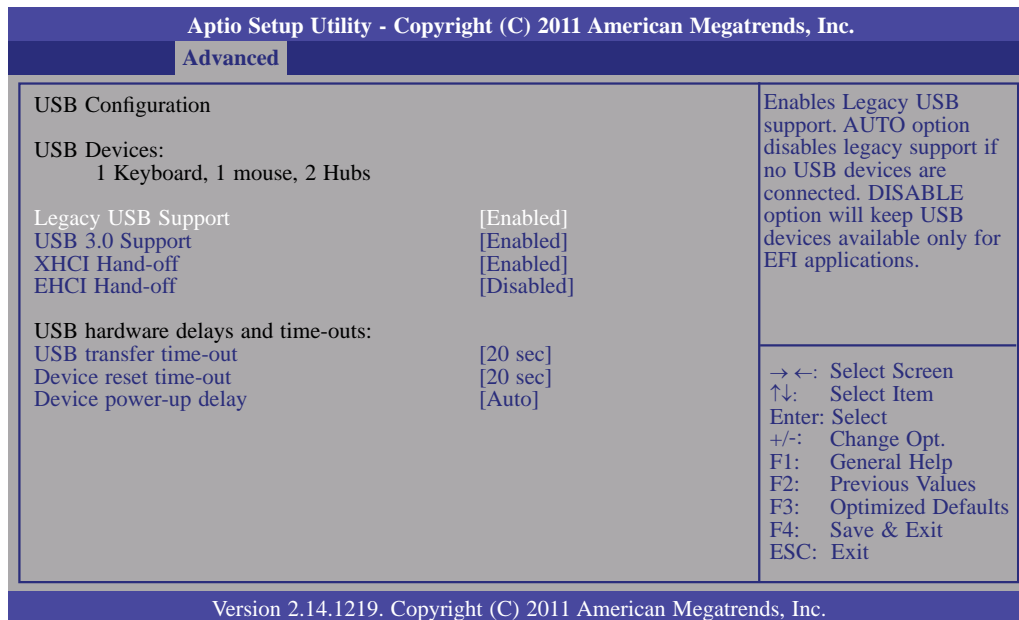 Aptio Setup Utility - Copyright (C) 2011 American Megatrends, Inc.
Advanced
USB Configuration
USB Devices:
1 Keyboard, 1 mouse, 2 Hubs
Legacy USB Support [Enabled]
USB 3.0 Support [Enabled]
XHCI Hand-off [Enabled]
EHCI Hand-off [Disabled]
USB hardware delays and time-outs:
USB transfer time-out [20 sec]
Device reset time-out [20 sec]
Device power-up delay [Auto]
Enables Legacy USB
support. AUTO option
disables legacy support if
no USB devices are
connected. DISABLE
option will keep USB
devices available only for
EFI applications.
→ ←: Select Screen
↑↓: Select Item
Enter: Select
+/-: Change Opt.
F1: General Help
F2: Previous Values
F3: Optimized Defaults
F4: Save & Exit
ESC: Exit
Version 2.14.1219. Copyright (C) 2011 American Megatrends, Inc.